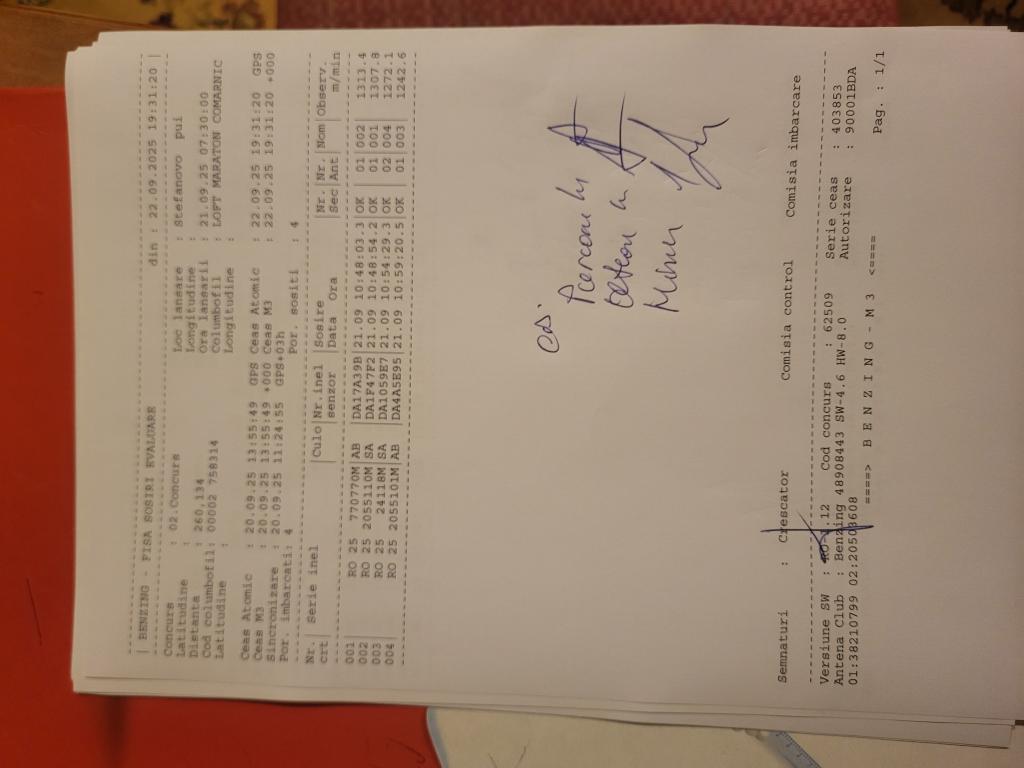 | BENZING - FISA SOSIRI EVALUARE din : 22.09.2025 19:31:20 |
Concurs : 02.Concurs Loc lansare : Stefanovo pui
Latitudine : Longitudine :
Distanta : 260,134 Ora lansarii : 21.09.25 07:30:00
Cod columbofil: 00002 758314 Columbofil : LOFT MARATON COMARNIC
Latitudine : Longitudine :
Ceas Atomic : 20.09.25 13:55:49 GPS Ceas Atomic : 22.09.25 19:31:20 GPS
Ceas M3 : 20.09.25 13:55:49 +000 Ceas M3 : 22.09.25 19:31:20 +000
Sincronizare : 20.09.25 11:24:55 GPS+03h
Por. imbarcati: 4 Por. sositi : 4
Nr.| Serie inel |Culo|Nr.inel |Sosire |Nr.|Nr.|Nom|Observ.
crt| | |senzor |Data Ora |Sec|Ant| | m/min
001| RO 25 770770M|AB |DA17A39B|21.09 10:48:03.3|OK | 01|002| 1313.4
002| RO 25 2055110M|SA |DA1F47F2|21.09 10:48:54.2|OK | 01|001| 1307.8
003| RO 25 24118M|SA |DA1059E7|21.09 10:54:29.3|OK | 02|004| 1272.1
004| RO 25 2055101M|AB |DA4A5E95|21.09 10:59:20.5|OK | 01|003| 1242.6
Semnaturi : Crescator Comisia control Comisia imbarcare
Versiune SW : .12 Cod concurs : 62509 Serie ceas : 403853
Antena Club : Benzing 48908443 SW-4.6 HW-8.0 Autorizare : 90001BDA
01:38210799
====> B E N Z I N G - M 3 <====
Pag. : 1/1